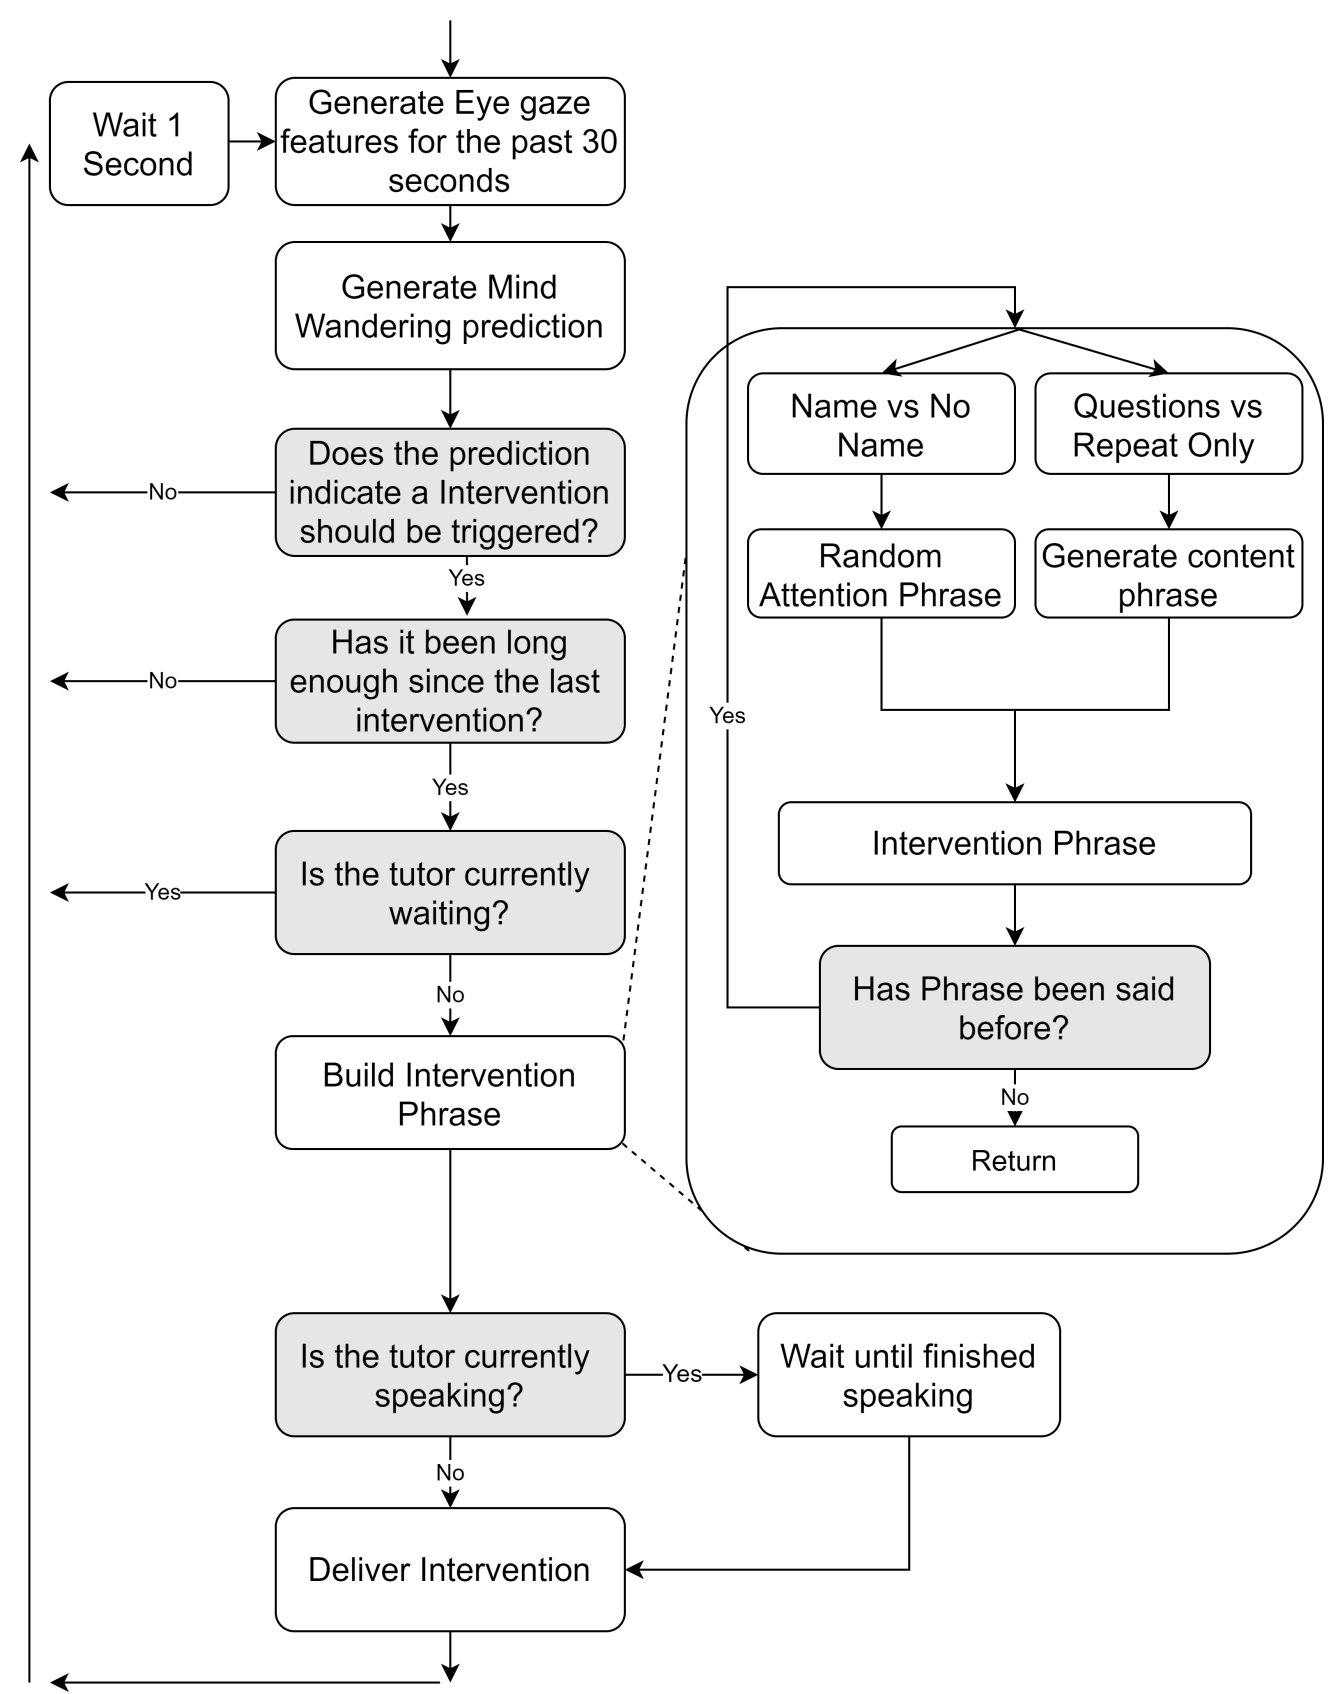 Wait 1
Second
Generate Eye gaze
features for the past 30
seconds
Generate Mind
Wandering prediction
Does the prediction
indicate a Intervention
should be triggered?
No
Yes
Has it been long
enough since the last
intervention?
No
Yes
Is the tutor currently
waiting?
Yes
No
Build Intervention
Phrase
Name vs No
Name
Questions vs
Repeat Only
Random
Attention Phrase
Generate content
phrase
Yes
Intervention Phrase
Has Phrase been said
before?
No
Return
Is the tutor currently
speaking?
Yes
Wait until finished
speaking
No
Deliver Intervention